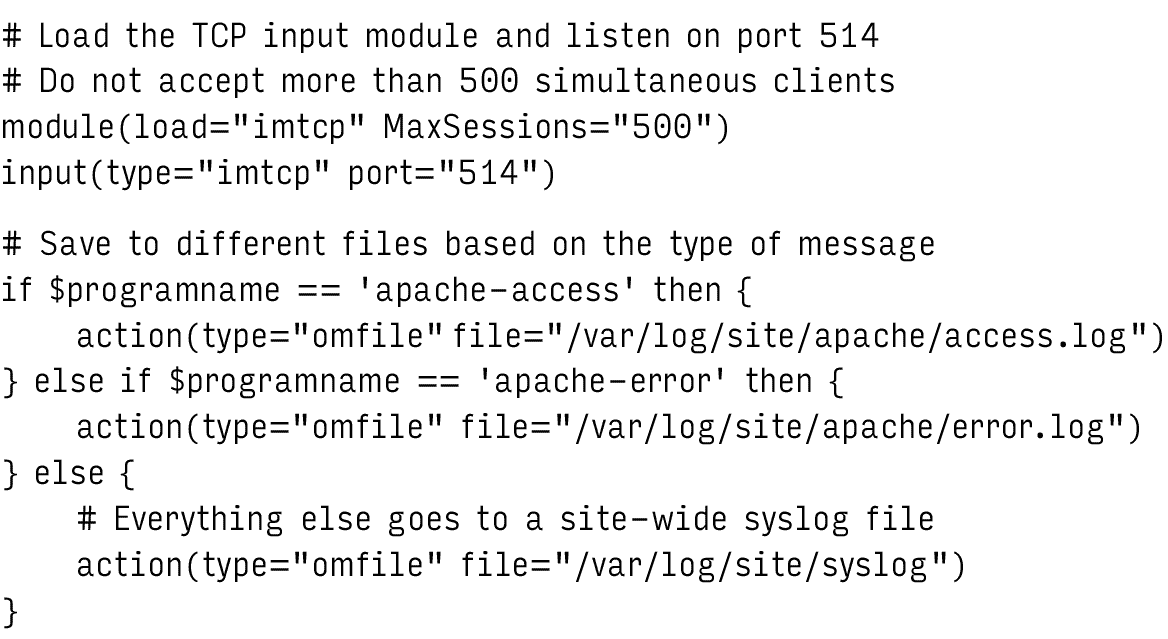 # Load the TCP input module and listen on port 514
# Do not accept more than 500 simultaneous clients
module(load="imtcp" MaxSessions="500")
input(type="imtcp" port="514")
# Save to different files based on the type of message
if $programname == 'apache-access' then {
    action(type="omfile" file="/var/log/site/apache/access.log")
} else if $programname == 'apache-error' then {
    action(type="omfile" file="/var/log/site/apache/error.log")
} else {
    # Everything else goes to a site-wide syslog file
    action(type="omfile" file="/var/log/site/syslog")
}